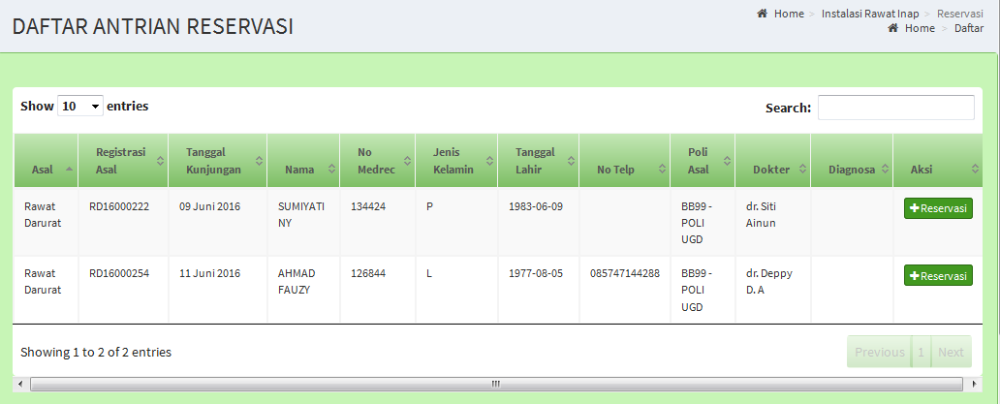 DAFTAR ANTRIAN RESERVASI
Home > Instalasi Rawat Inap > Reservasi
Home > Daftar
Show 10 entries
Search:
Asal Registrasi Asal Tanggal Kunjungan Nama No Medrec Jenis Kelamin Tanggal Lahir No Telp Poli Asal Dokter Diagnosa Aksi
Rawat Darurat RD16000222 09 Juni 2016 SUMIYATI NY 134424 P 1983-06-09 BB99 - POLI UGD dr. Siti Ainun Reservasi
Rawat Darurat RD16000254 11 Juni 2016 AHMAD FAUZY 126844 L 1977-08-05 085747144288 BB99 - POLI UGD dr. Deppy D. A Reservasi
Showing 1 to 2 of 2 entries
Previous 1 Next